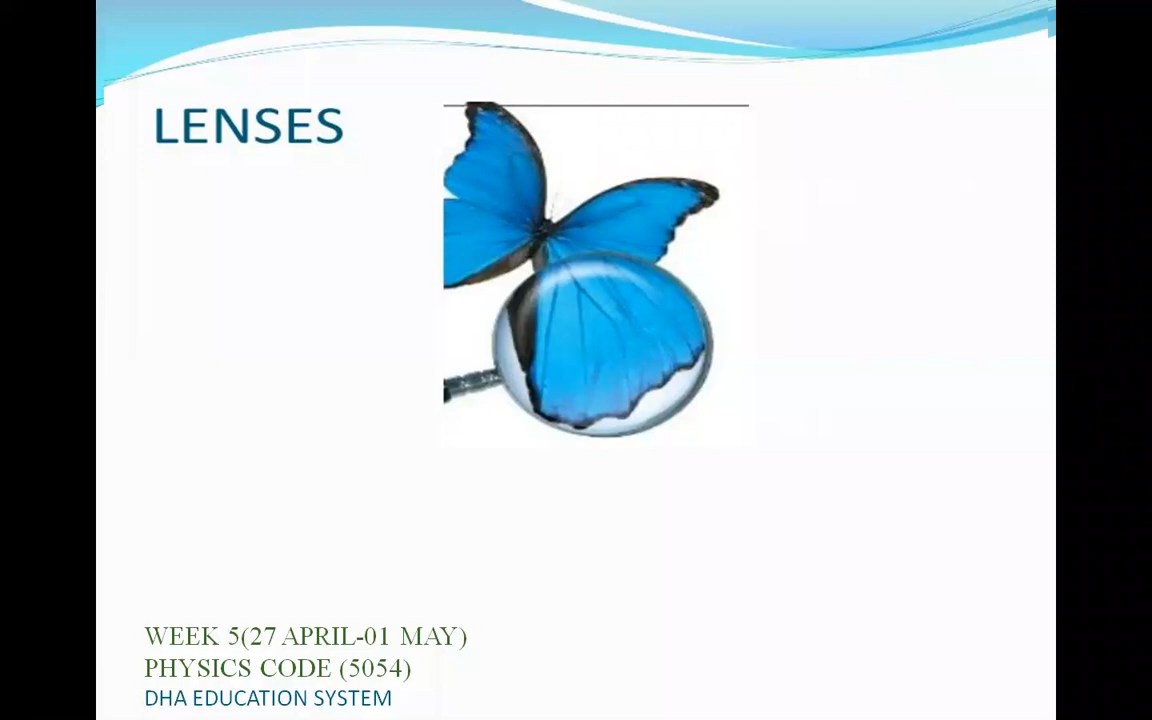 LENSES
WEEK 5(27 APRIL-01 MAY)
PHYSICS CODE (5054)
DHA EDUCATION SYSTEM